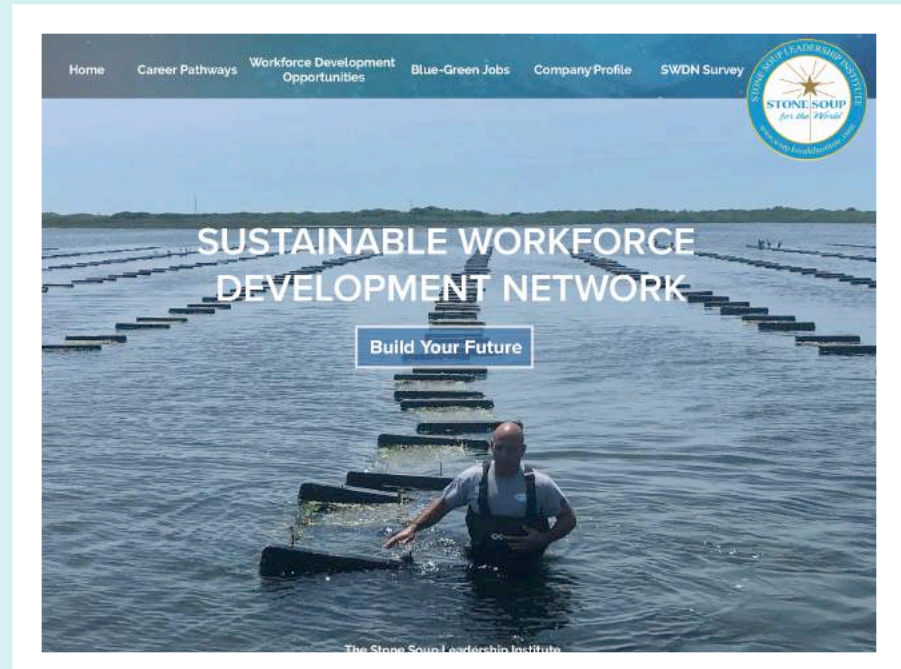 Home
Career Pathways
Workforce Development
Opportunities
Blue-Green Jobs
Company Profile
SWDN Survey
STONE SOUP LEADERSHIP INSTITUTE
STONE SOUP
for the World
SUSTAINABLE WORKFORCE
DEVELOPMENT NETWORK
Build Your Future
The Stone Soup Leadership Institute